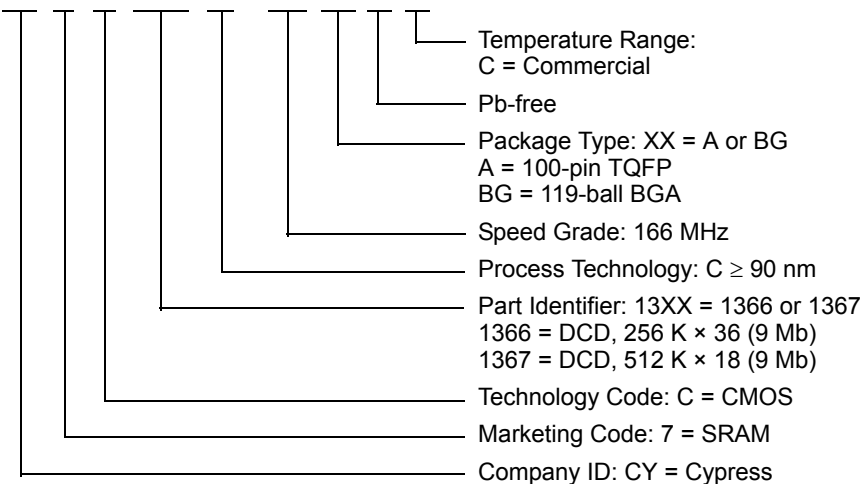 Temperature Range:
C = Commercial
Pb-free
Package Type: XX = A or BG
A = 100-pin TQFP
BG = 119-ball BGA
Speed Grade: 166 MHz
Process Technology: C ≥ 90 nm
Part Identifier: 13XX = 1366 or 1367
1366 = DCD, 256 K × 36 (9 Mb)
1367 = DCD, 512 K × 18 (9 Mb)
Technology Code: C = CMOS
Marketing Code: 7 = SRAM
Company ID: CY = Cypress